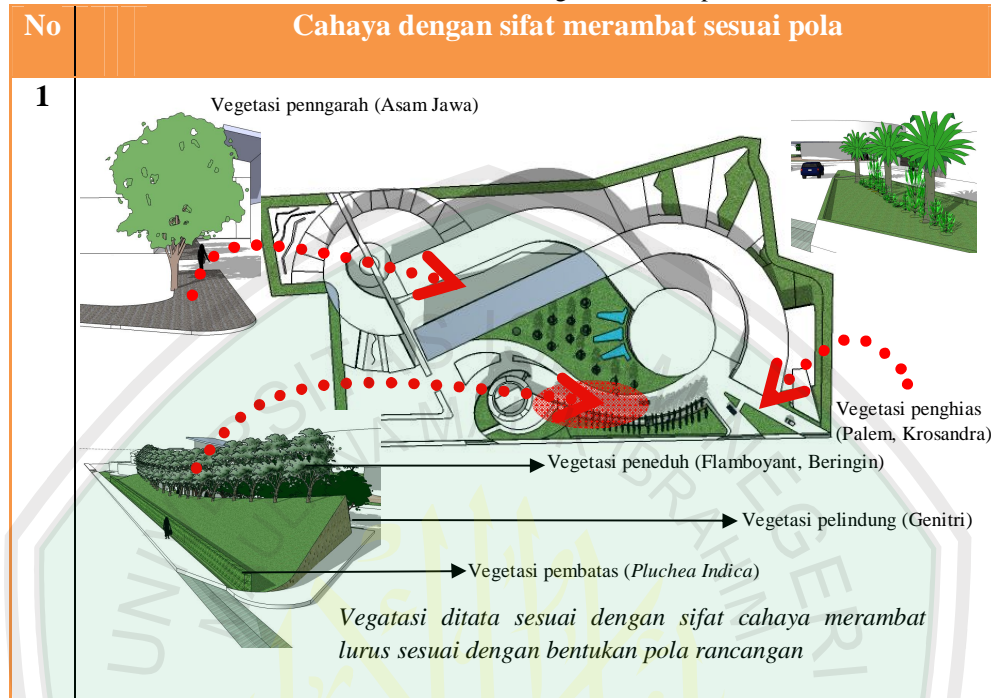 No Cahaya dengan sifat merambat sesuai pola
1
Vegetasi penngarah (Asam Jawa)
Vegetasi penghias
(Palem, Krosandra)
Vegetasi peneduh (Flamboyant, Beringin)
Vegetasi pelindung (Genitri)
Vegetasi pembatas (Pluchea Indica)
Vegatasi ditata sesuai dengan sifat cahaya merambat
lurus sesuai dengan bentukan pola rancangan